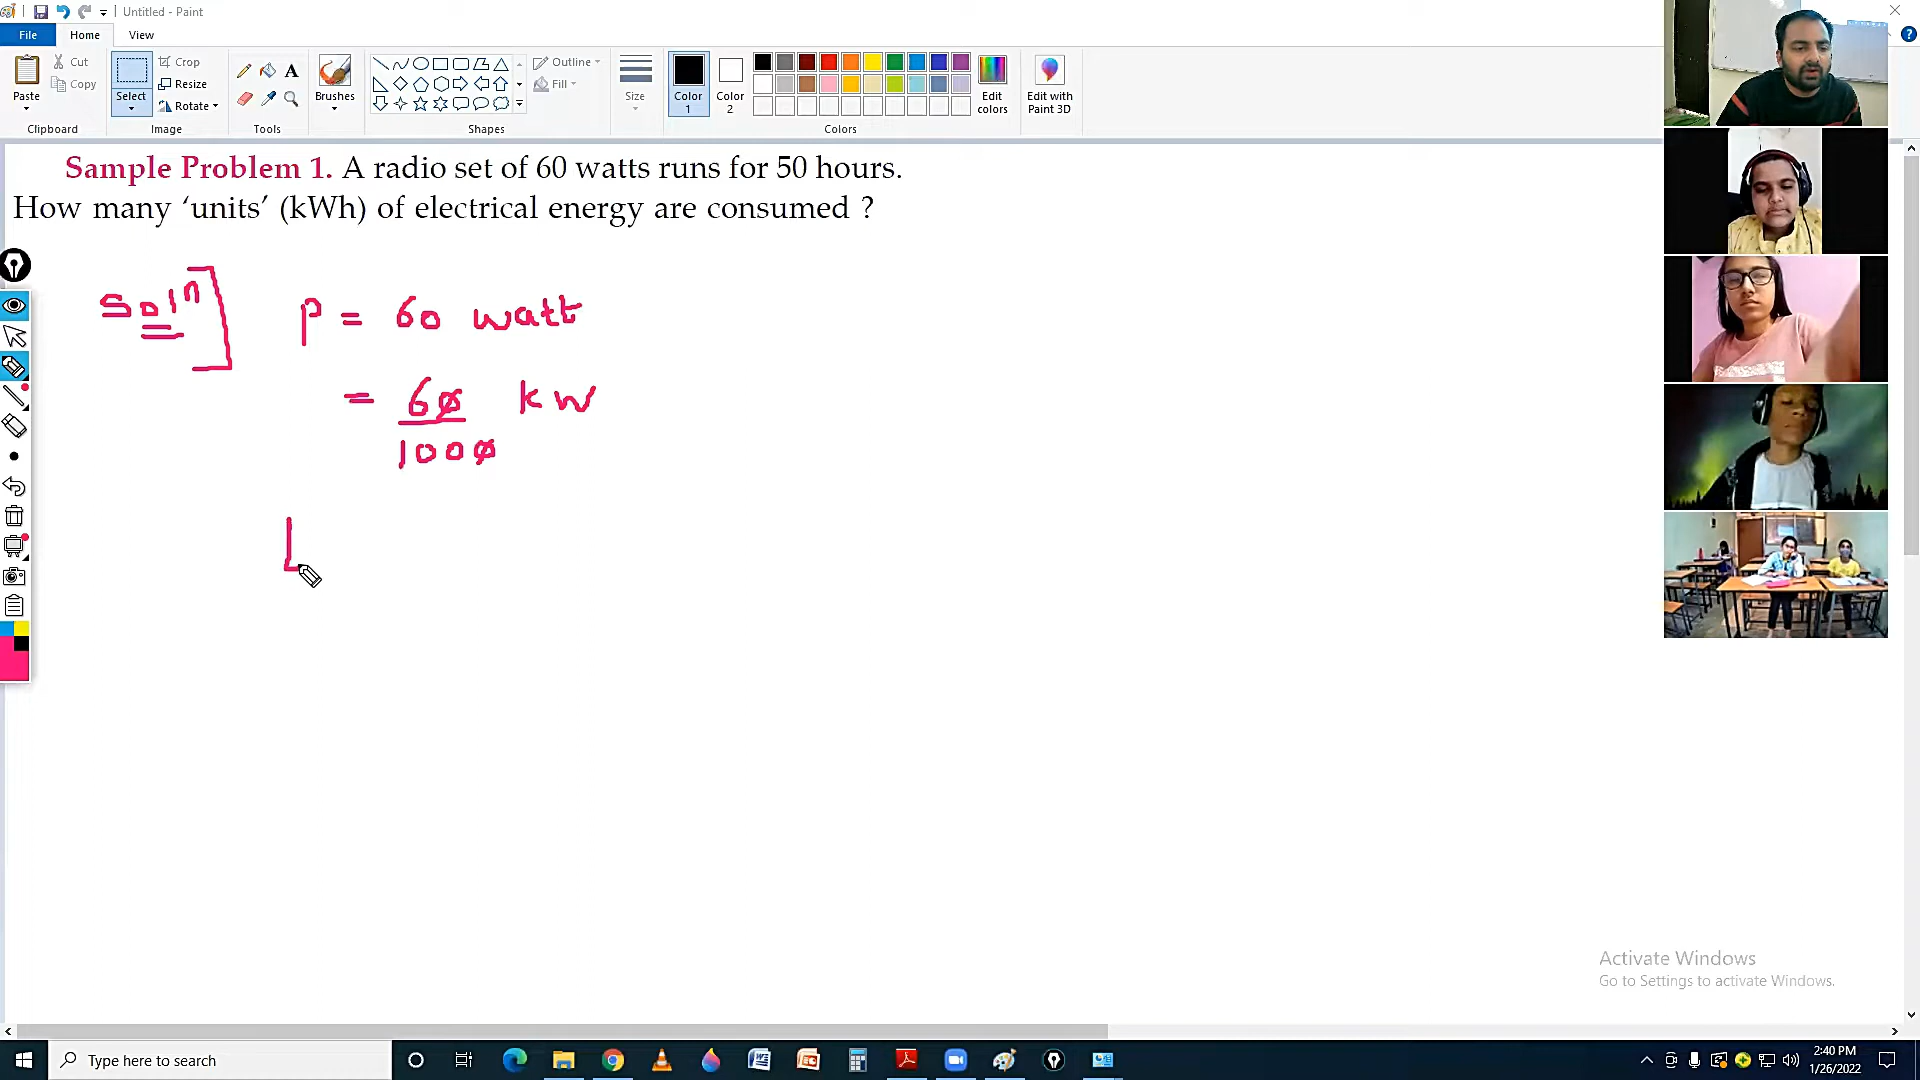 Untitled - Paint
File Home View
Paste
Cut
Copy
Clipboard
Select
Crop
Resize
Rotate
Image
A
Tools
Brushes
Shapes
Outline
Fill
Size
Color 1
Color 2
Edit colors
Colors
Edit with Paint 3D
Sample Problem 1. A radio set of 60 watts runs for 50 hours.
How many ‘units’ (kWh) of electrical energy are consumed ?
Soln
P = 60 watt
= 60 kW
1000
Activate Windows
Go to Settings to activate Windows.
Type here to search
2:40 PM
1/26/2022